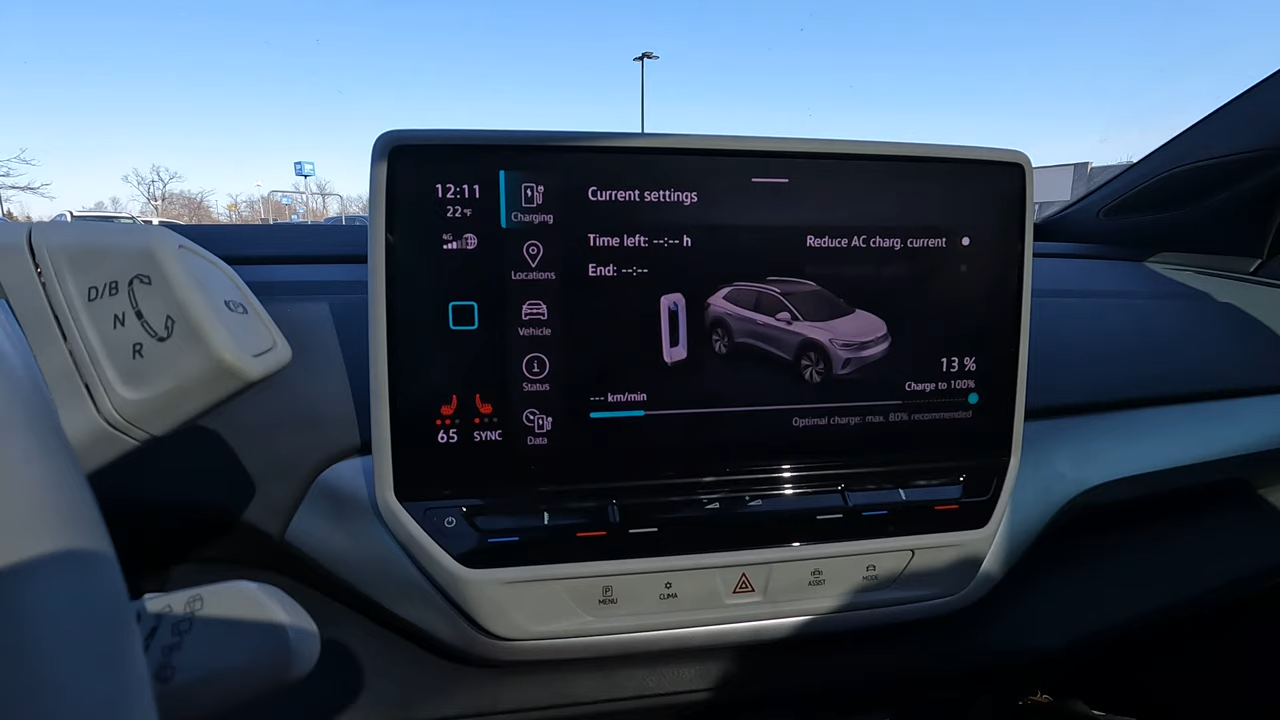 12:11
22°F
4G
Charging
Locations
Vehicle
Status
Data
65
SYNC
Current settings
Time left: --:-- h
End: --:--
Reduce AC charg. current
13 %
Charge to 100%
--- km/min
Optimal charge: max. 80% recommended
D/B
N
R
P
P
MENU
CLIMA
ASSIST
MODE